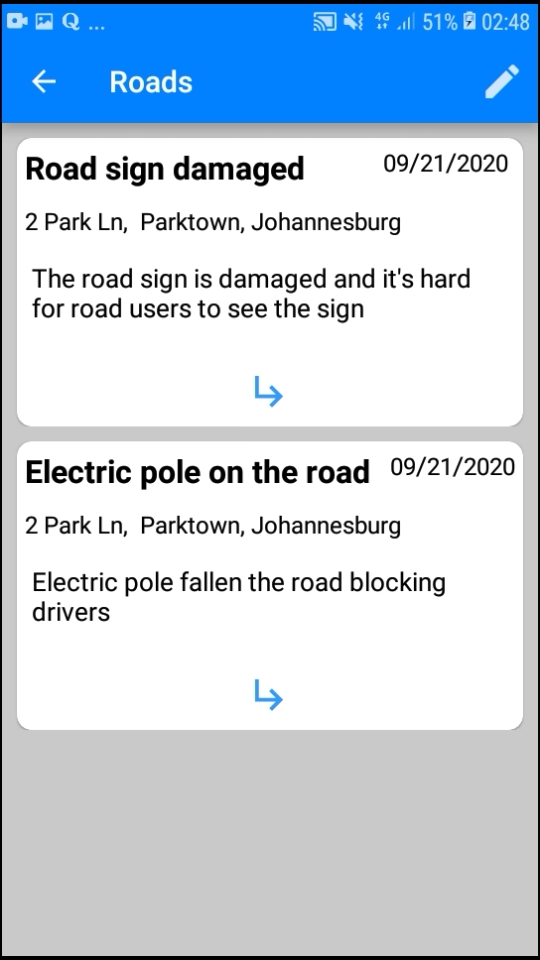 Q ... 4G 51% 02:48
Roads
Road sign damaged 09/21/2020
2 Park Ln,  Parktown, Johannesburg
The road sign is damaged and it's hard
for road users to see the sign
Electric pole on the road 09/21/2020
2 Park Ln,  Parktown, Johannesburg
Electric pole fallen the road blocking
drivers